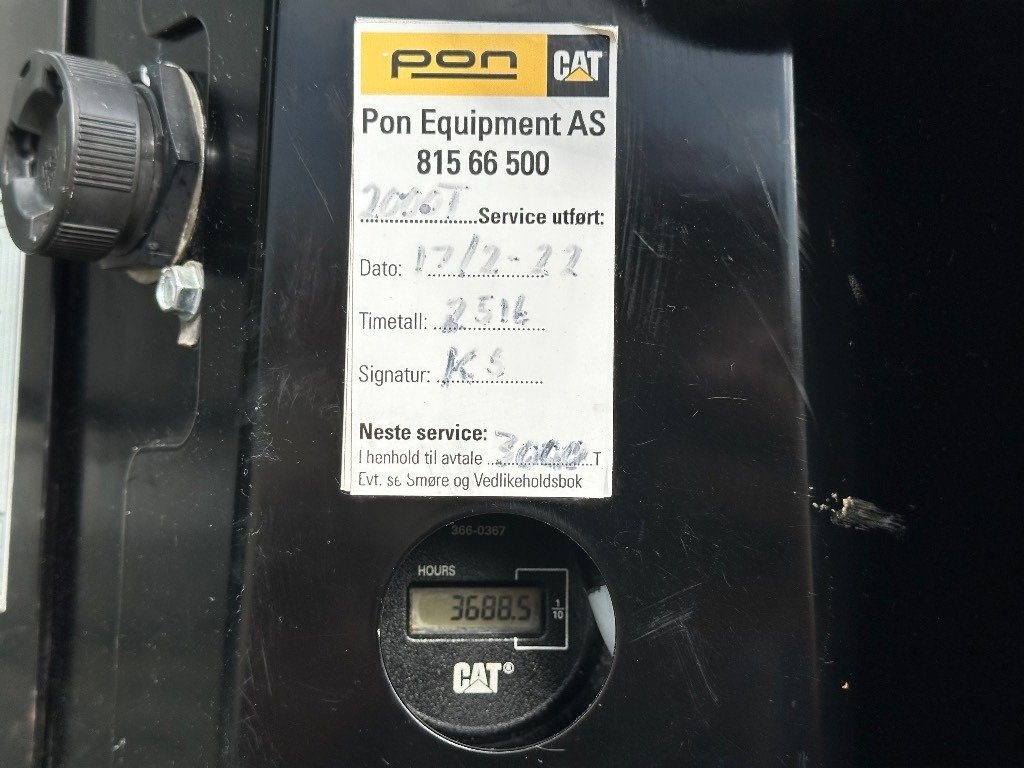 pon CAT
Pon Equipment AS
815 66 500
2000T Service utført:
Dato: 17/2-22
Timetall: 2516
Signatur: KS
Neste service:
I henhold til avtale 3000 T
Evt. se Smøre og Vedlikeholdsbok
366-0367
HOURS
3688.5 1/10
CAT®